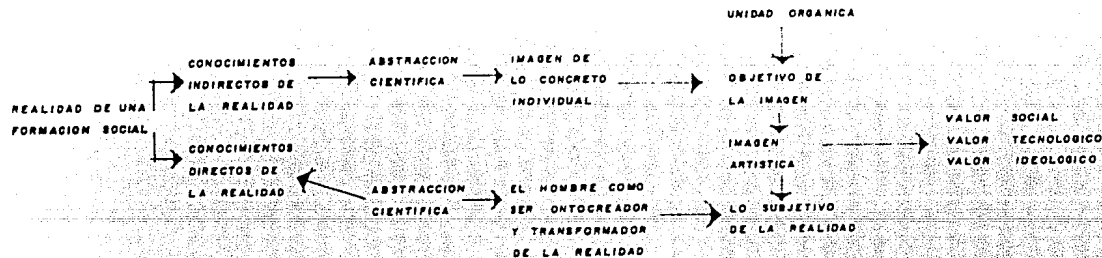 UNIDAD ORGANICA
CONOCIMIENTOS
INDIRECTOS DE
LA REALIDAD
ABSTRACCION
CIENTIFICA
IMAGEN DE
LO CONCRETO
INDIVIDUAL
OBJETIVO DE
LA IMAGEN
REALIDAD DE UNA
FORMACION SOCIAL
CONOCIMIENTOS
DIRECTOS DE
LA REALIDAD
IMAGEN
ARTISTICA
VALOR SOCIAL
VALOR TECNOLOGICO
VALOR IDEOLOGICO
ABSTRACCION
CIENTIFICA
EL HOMBRE COMO
SER ONTOCREADOR
Y TRANSFORMADOR
DE LA REALIDAD
LO SUBJETIVO
DE LA REALIDAD